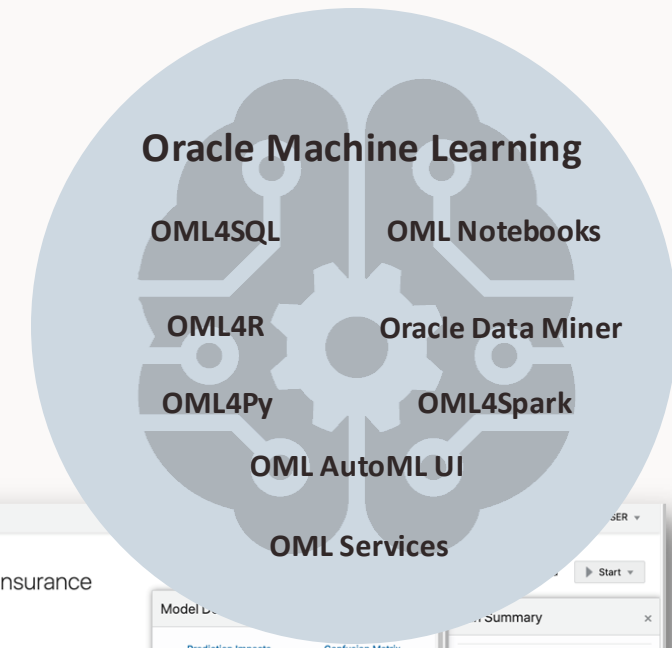 Oracle Machine Learning
OML4SQL OML Notebooks
OML4R Oracle Data Miner
OML4Py OML4Spark
OML AutoML UI
OML Services
Start
Model
Summary
Prediction Impacts Confusion Matrix